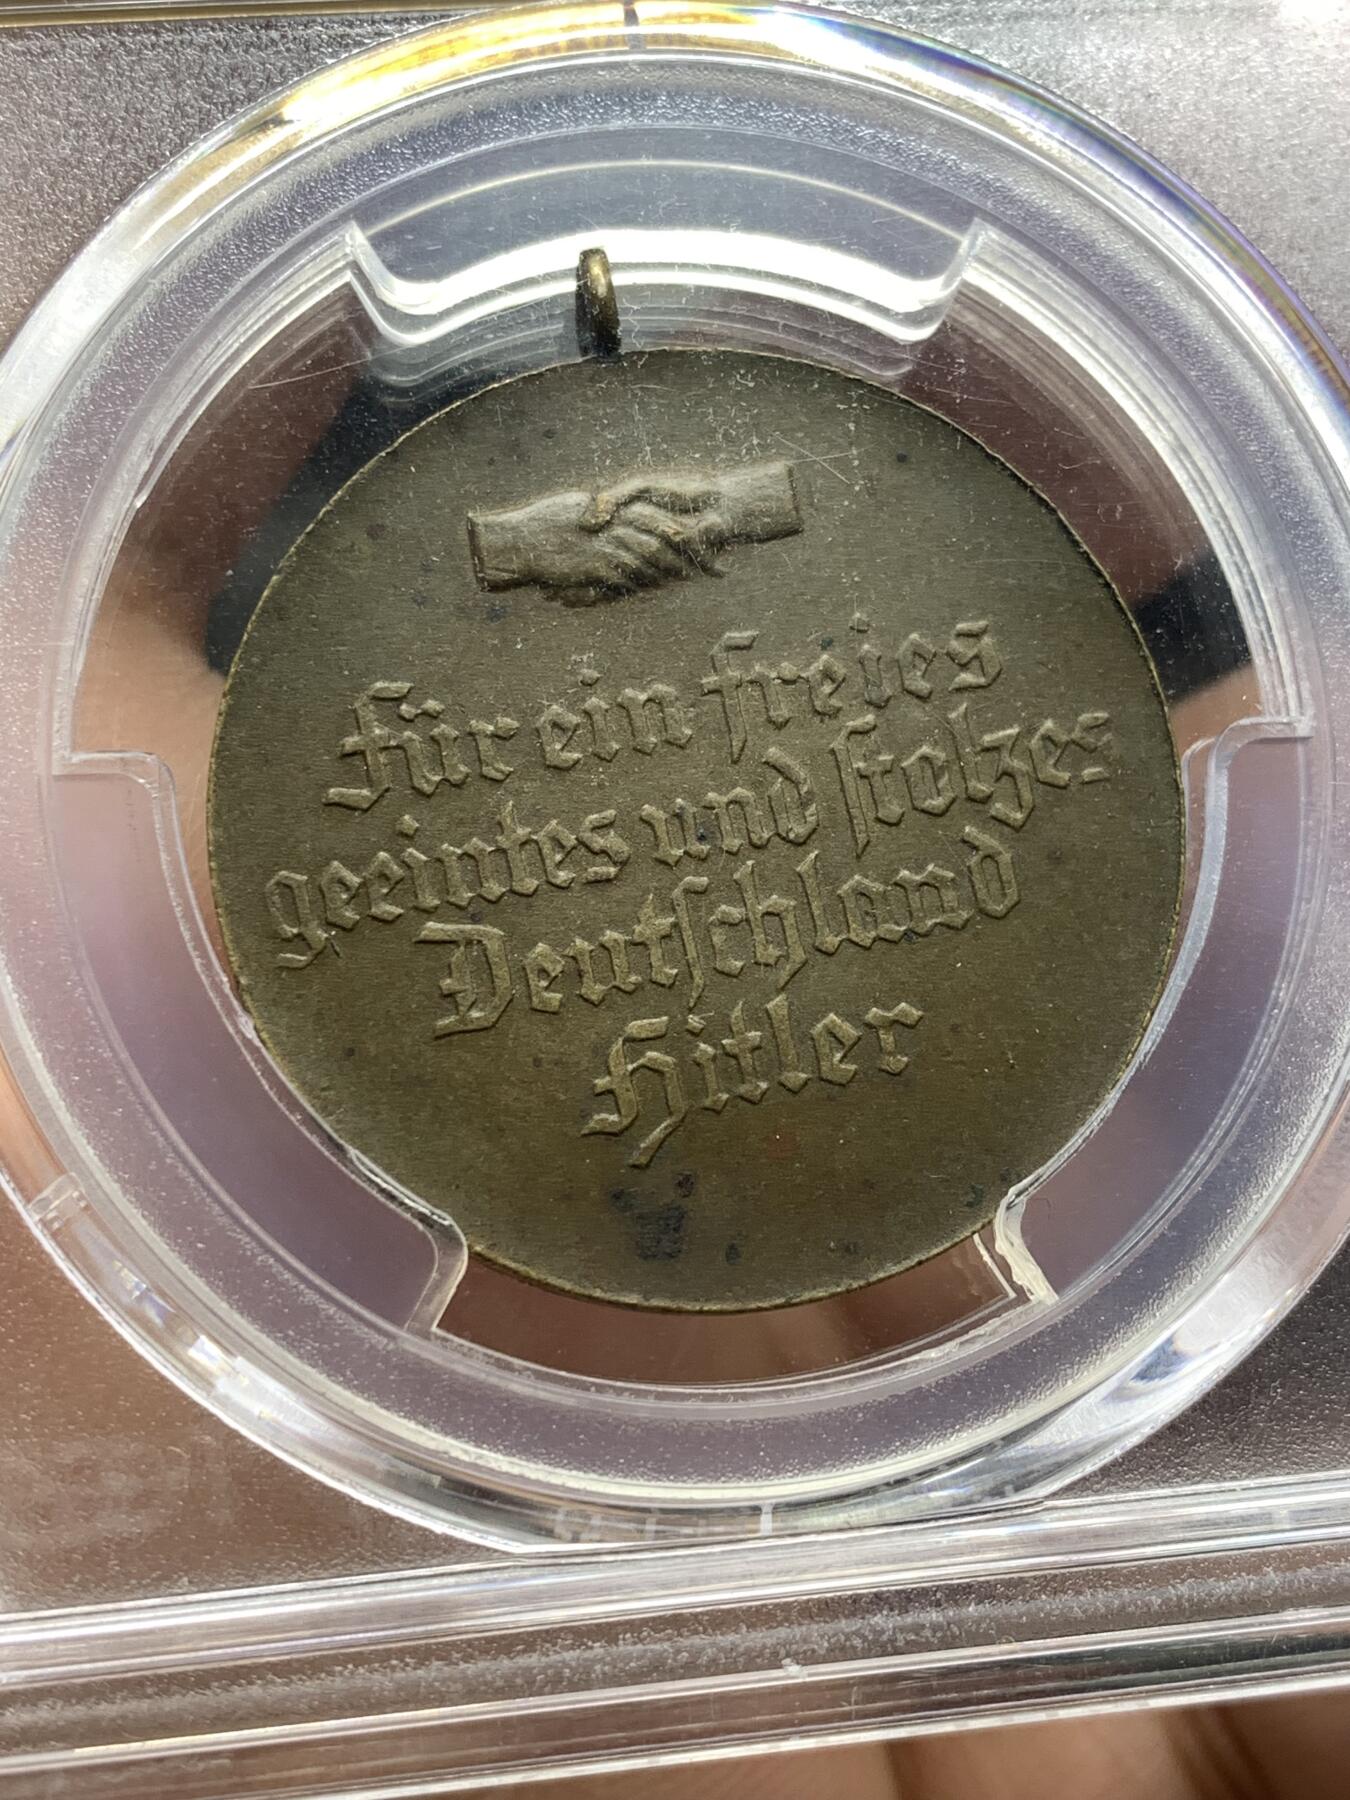 Für ein freies
geeintes und stolzes
Deutschland
Hitler